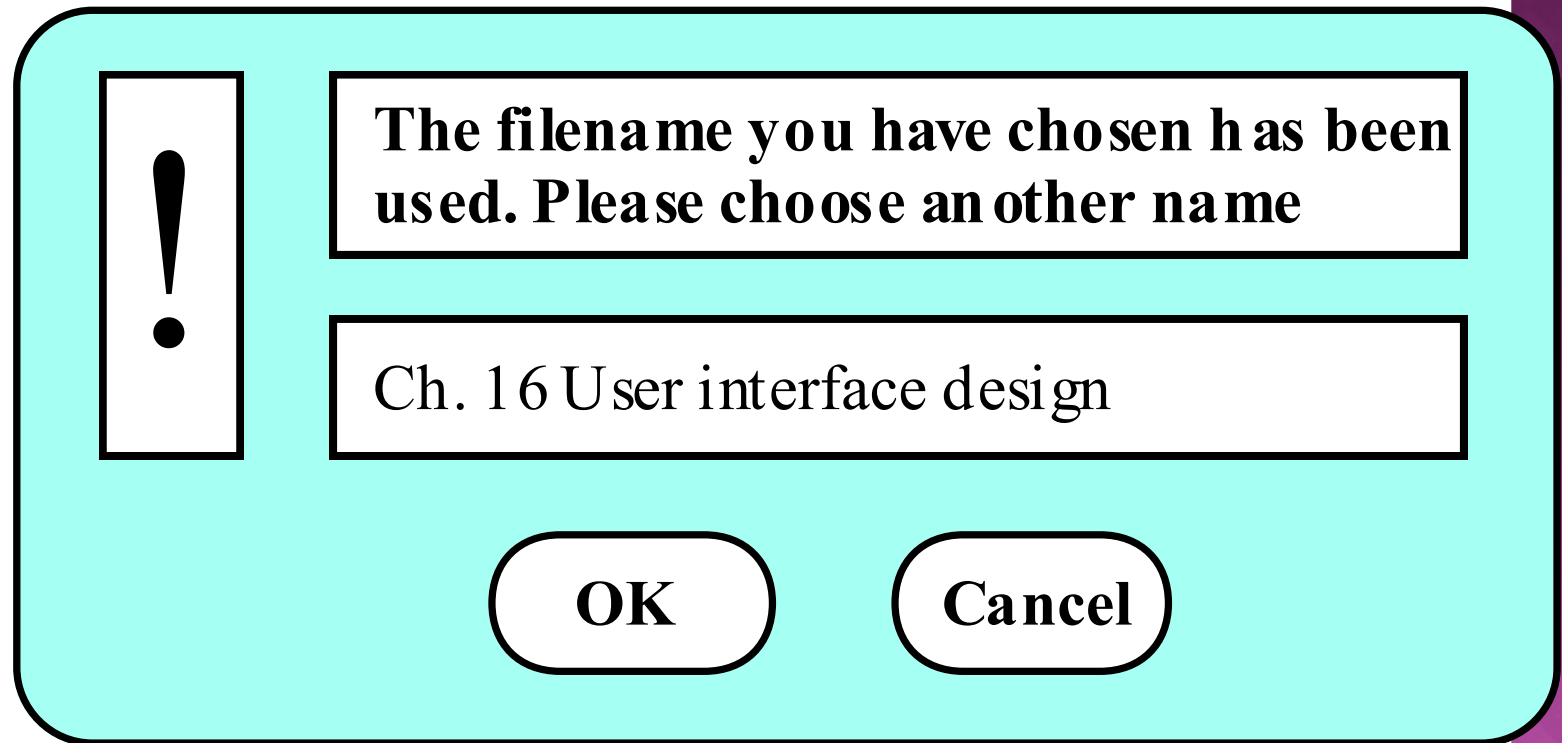 !
The filename you have chosen has been
used. Please choose another name
Ch. 16 User interface design
OK
Cancel